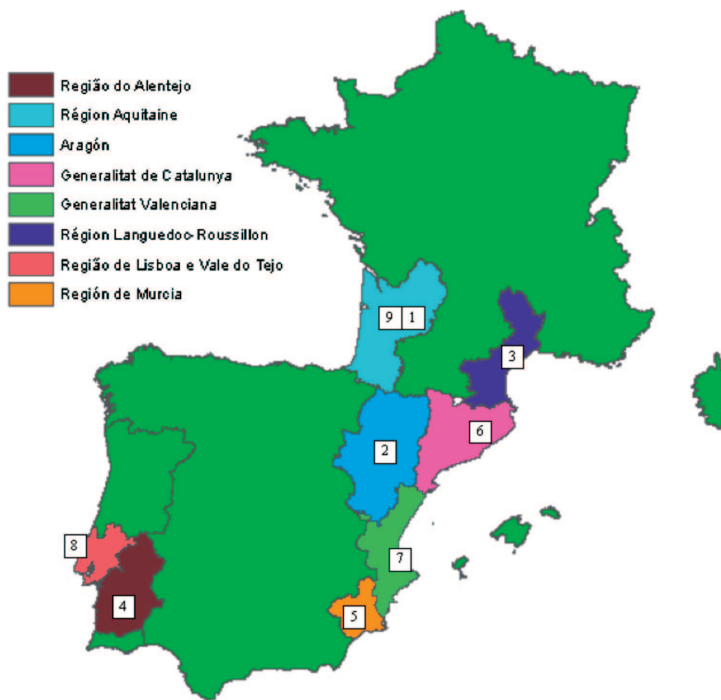 Região do Alentejo
Région Aquitaine
Aragón
Generalitat de Catalunya
Generalitat Valenciana
Région Languedoc-Roussillon
Região de Lisboa e Vale do Tejo
Región de Murcia
9 1
3
6
2
8
7
4
5